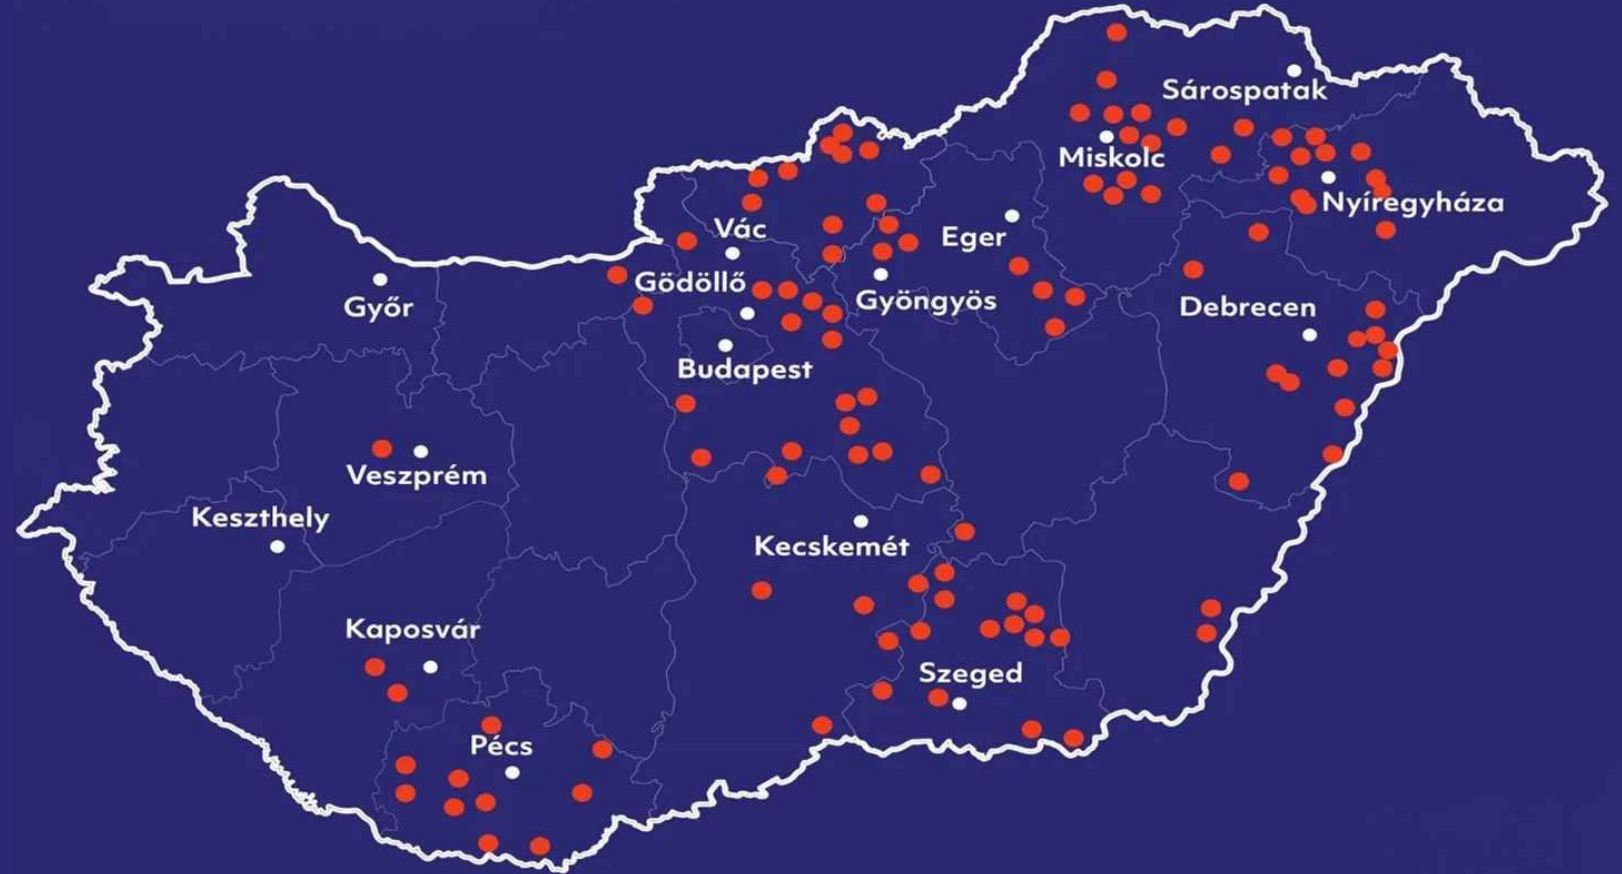 Sárospatak
Miskolc
Nyíregyháza
Vác
Eger
Gödöllő
Gyöngyös
Győr
Debrecen
Budapest
Veszprém
Keszthely
Kecskemét
Kaposvár
Szeged
Pécs